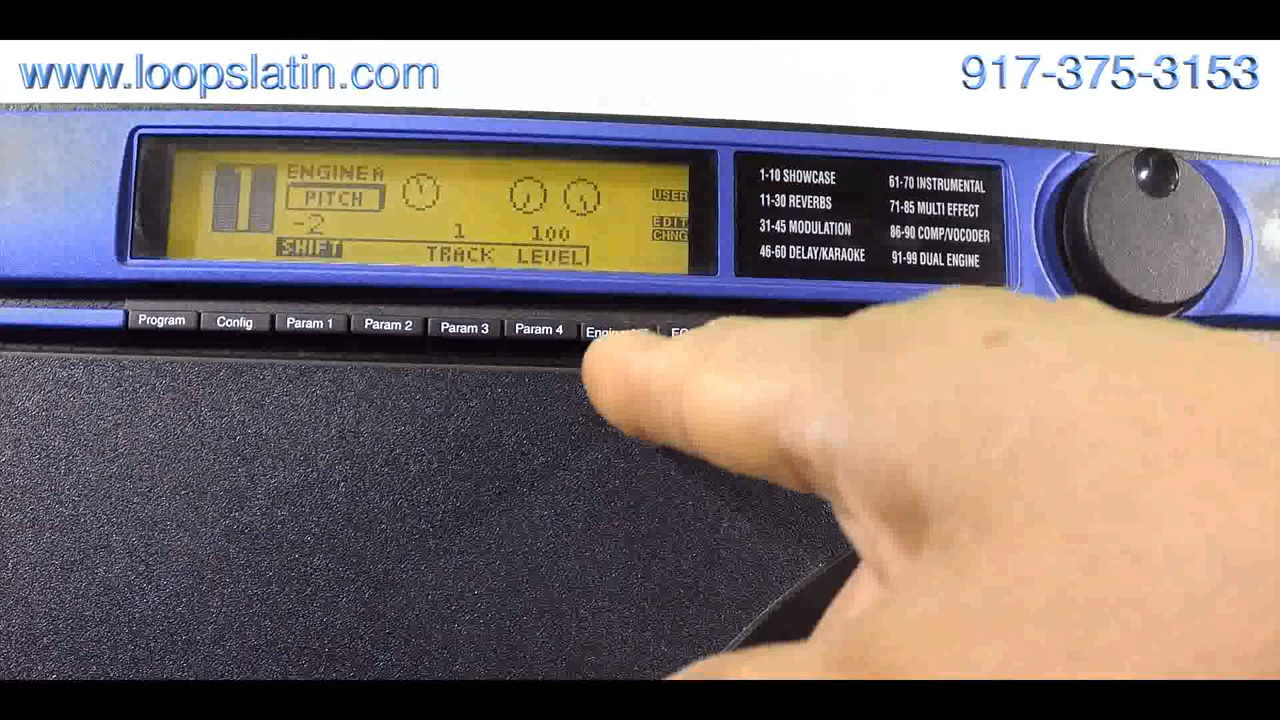 www.loopslatin.com
917-375-3153
1
ENGINE A
PITCH
-2
1
100
SHIFT
TRACK
LEVEL
USER
EDIT
CHNG
1-10 SHOWCASE
11-30 REVERBS
31-45 MODULATION
46-60 DELAY/KARAOKE
61-70 INSTRUMENTAL
71-85 MULTI EFFECT
86-90 COMP/VOCODER
91-99 DUAL ENGINE
Program
Config
Param 1
Param 2
Param 3
Param 4